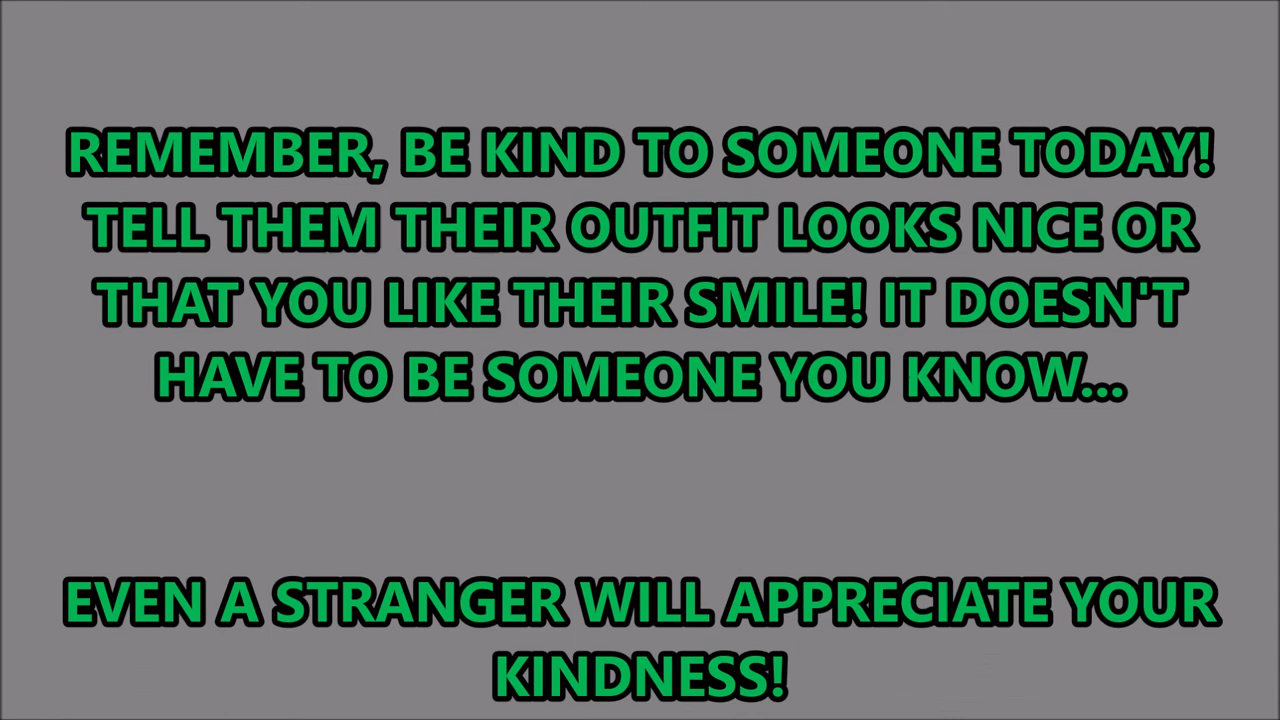 REMEMBER, BE KIND TO SOMEONE TODAY!
TELL THEM THEIR OUTFIT LOOKS NICE OR
THAT YOU LIKE THEIR SMILE! IT DOESN'T
HAVE TO BE SOMEONE YOU KNOW...
EVEN A STRANGER WILL APPRECIATE YOUR
KINDNESS!